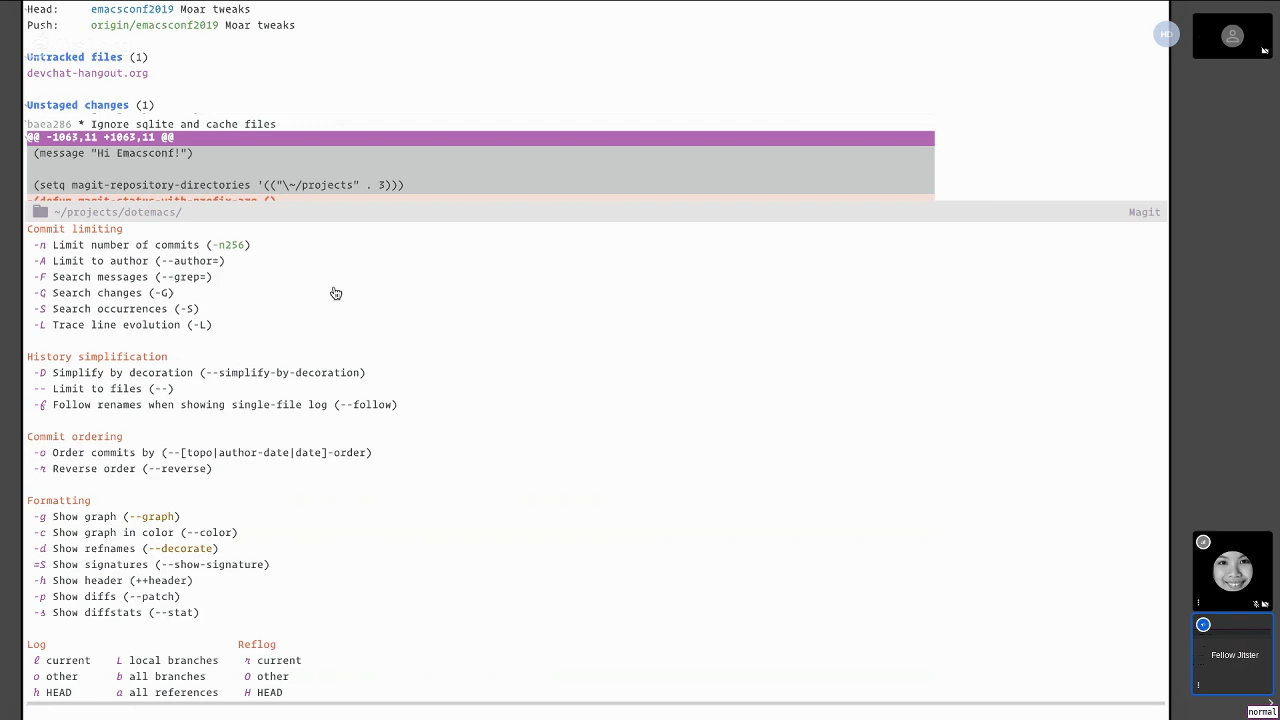 Head:     emacsconf2019 Moar tweaks
Push:     origin/emacsconf2019 Moar tweaks
Untracked files (1)
devchat-hangout.org
Unstaged changes (1)
baea286 * Ignore sqlite and cache files
@@ -1063,11 +1063,11 @@
(message "Hi Emacsconf!")
(setq magit-repository-directories '(("\~/projects" . 3)))
-(defun magit-status-with-prefix-arg ()
~/projects/dotemacs/ Magit
Commit limiting
-n Limit number of commits (-n256)
-A Limit to author (--author=)
-F Search messages (--grep=)
-G Search changes (-G)
-S Search occurrences (-S)
-L Trace line evolution (-L)
History simplification
-D Simplify by decoration (--simplify-by-decoration)
-- Limit to files (--)
-f Follow renames when showing single-file log (--follow)
Commit ordering
-o Order commits by (--[topo|author-date|date]-order)
-r Reverse order (--reverse)
Formatting
-g Show graph (--graph)
-c Show graph in color (--color)
-d Show refnames (--decorate)
=S Show signatures (--show-signature)
-h Show header (++header)
-p Show diffs (--patch)
-s Show diffstats (--stat)
Log Reflog
l current L local branches r current
o other b all branches O other
h HEAD a all references H HEAD
HD
Fellow Jitster
normal